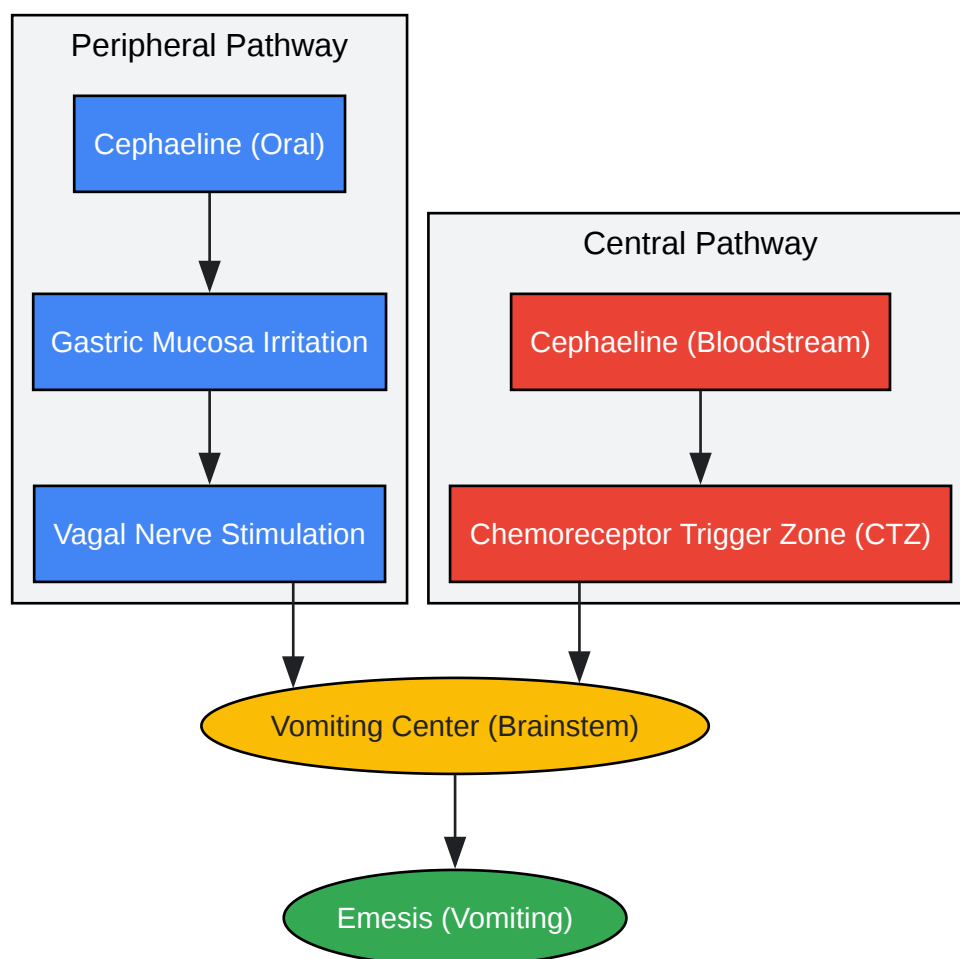 Peripheral Pathway
Cephaeline (Oral)
Gastric Mucosa Irritation
Vagal Nerve Stimulation
Central Pathway
Cephaeline (Bloodstream)
Chemoreceptor Trigger Zone (CTZ)
Vomiting Center (Brainstem)
Emesis (Vomiting)